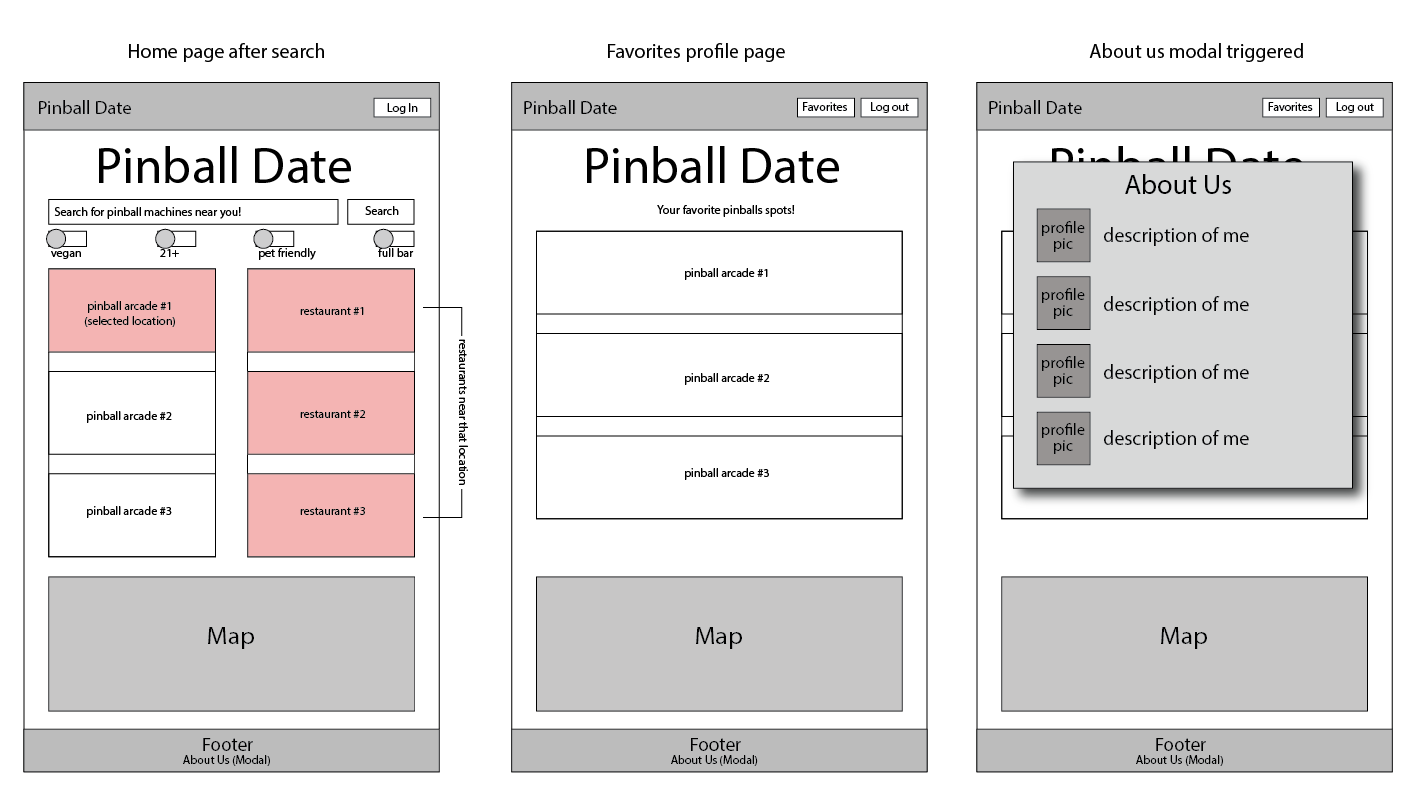 Home page after search
Pinball Date
Log In
Pinball Date
Search for pinball machines near you!
Search
vegan
21+
pet friendly
full bar
pinball arcade #1
(selected location)
restaurant #1
pinball arcade #2
restaurant #2
pinball arcade #3
restaurant #3
restaurants near that location
Map
Footer
About Us (Modal)
Favorites profile page
Pinball Date
Favorites
Log out
Pinball Date
Your favorite pinballs spots!
pinball arcade #1
pinball arcade #2
pinball arcade #3
Map
Footer
About Us (Modal)
About us modal triggered
Pinball Date
Favorites
Log out
Pinball Date
About Us
profile
pic
description of me
profile
pic
description of me
profile
pic
description of me
profile
pic
description of me
Map
Footer
About Us (Modal)